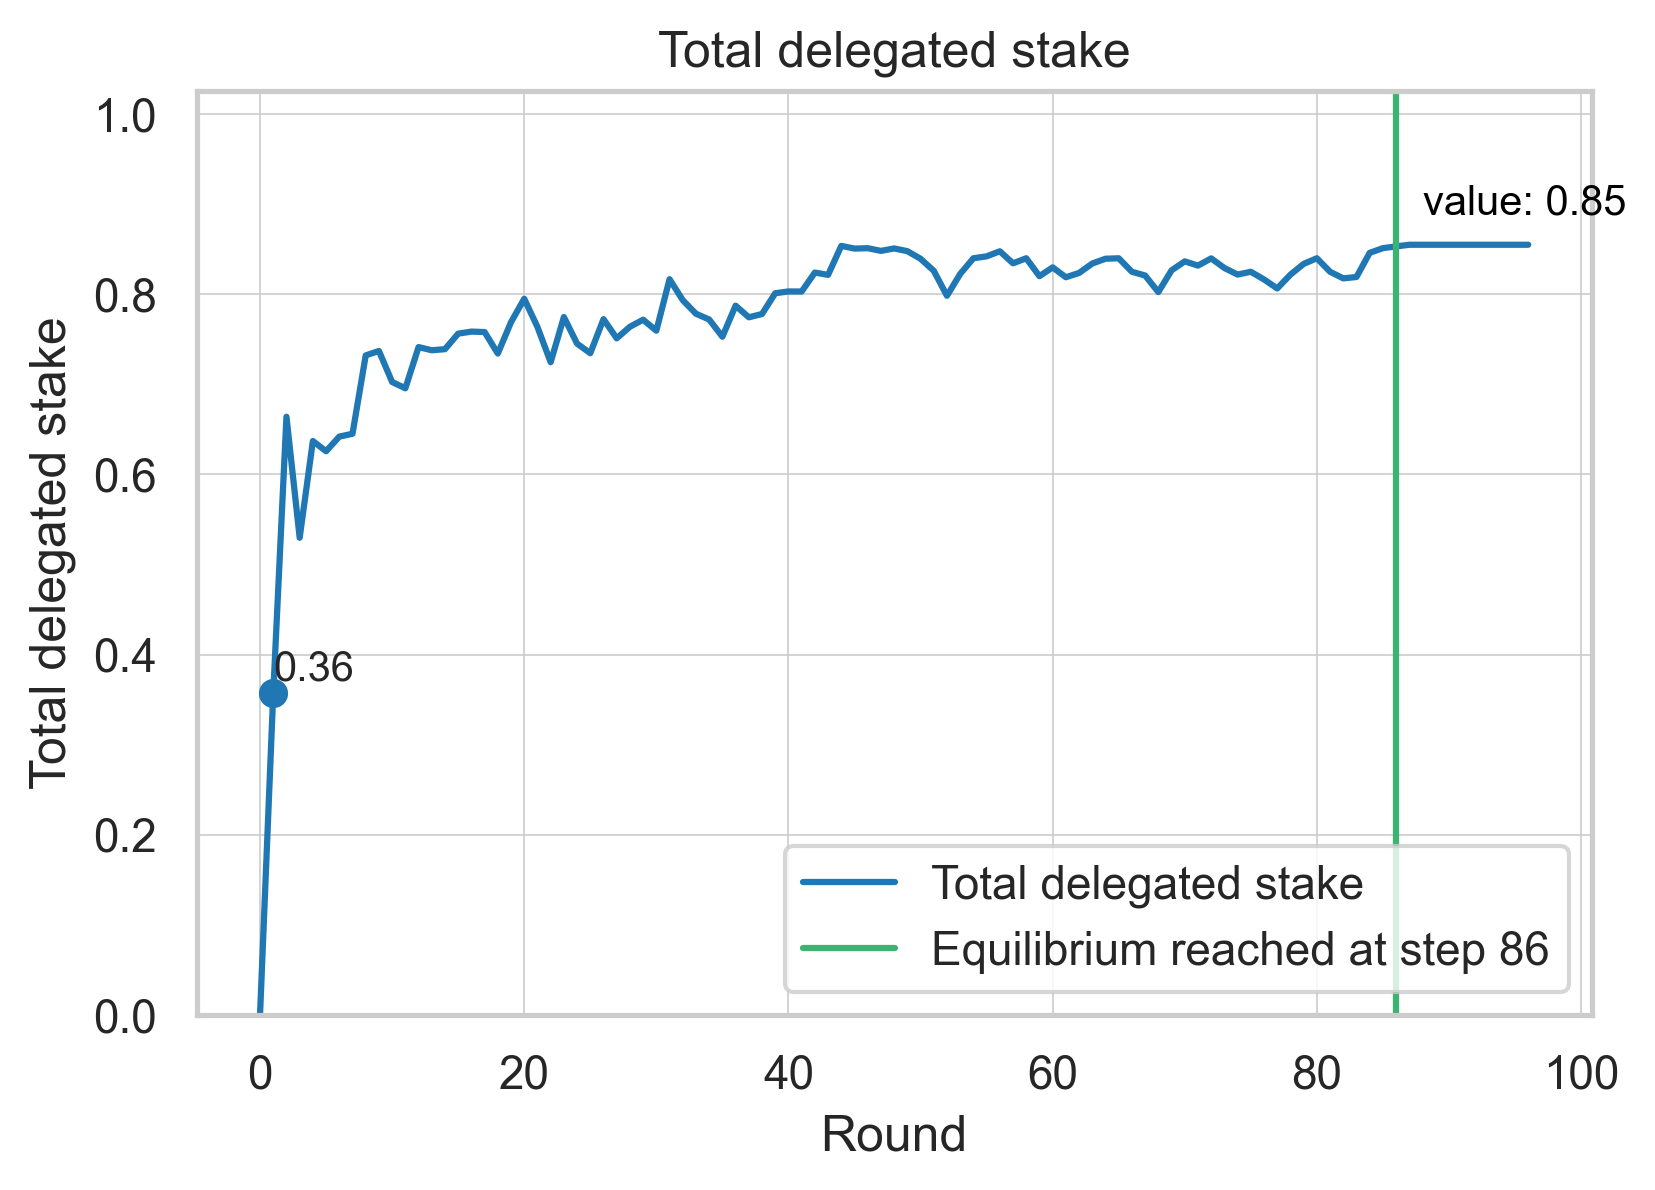 Total delegated stake
1.0
0.8
0.6
0.4
0.2
0.0
Total delegated stake
value: 0.85
0.36
Total delegated stake
Equilibrium reached at step 86
0 20 40 60 80 100
Round